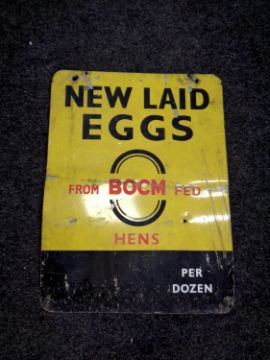 NEW LAID
EGGS
FROM BOCM FED
HENS
PER
DOZEN